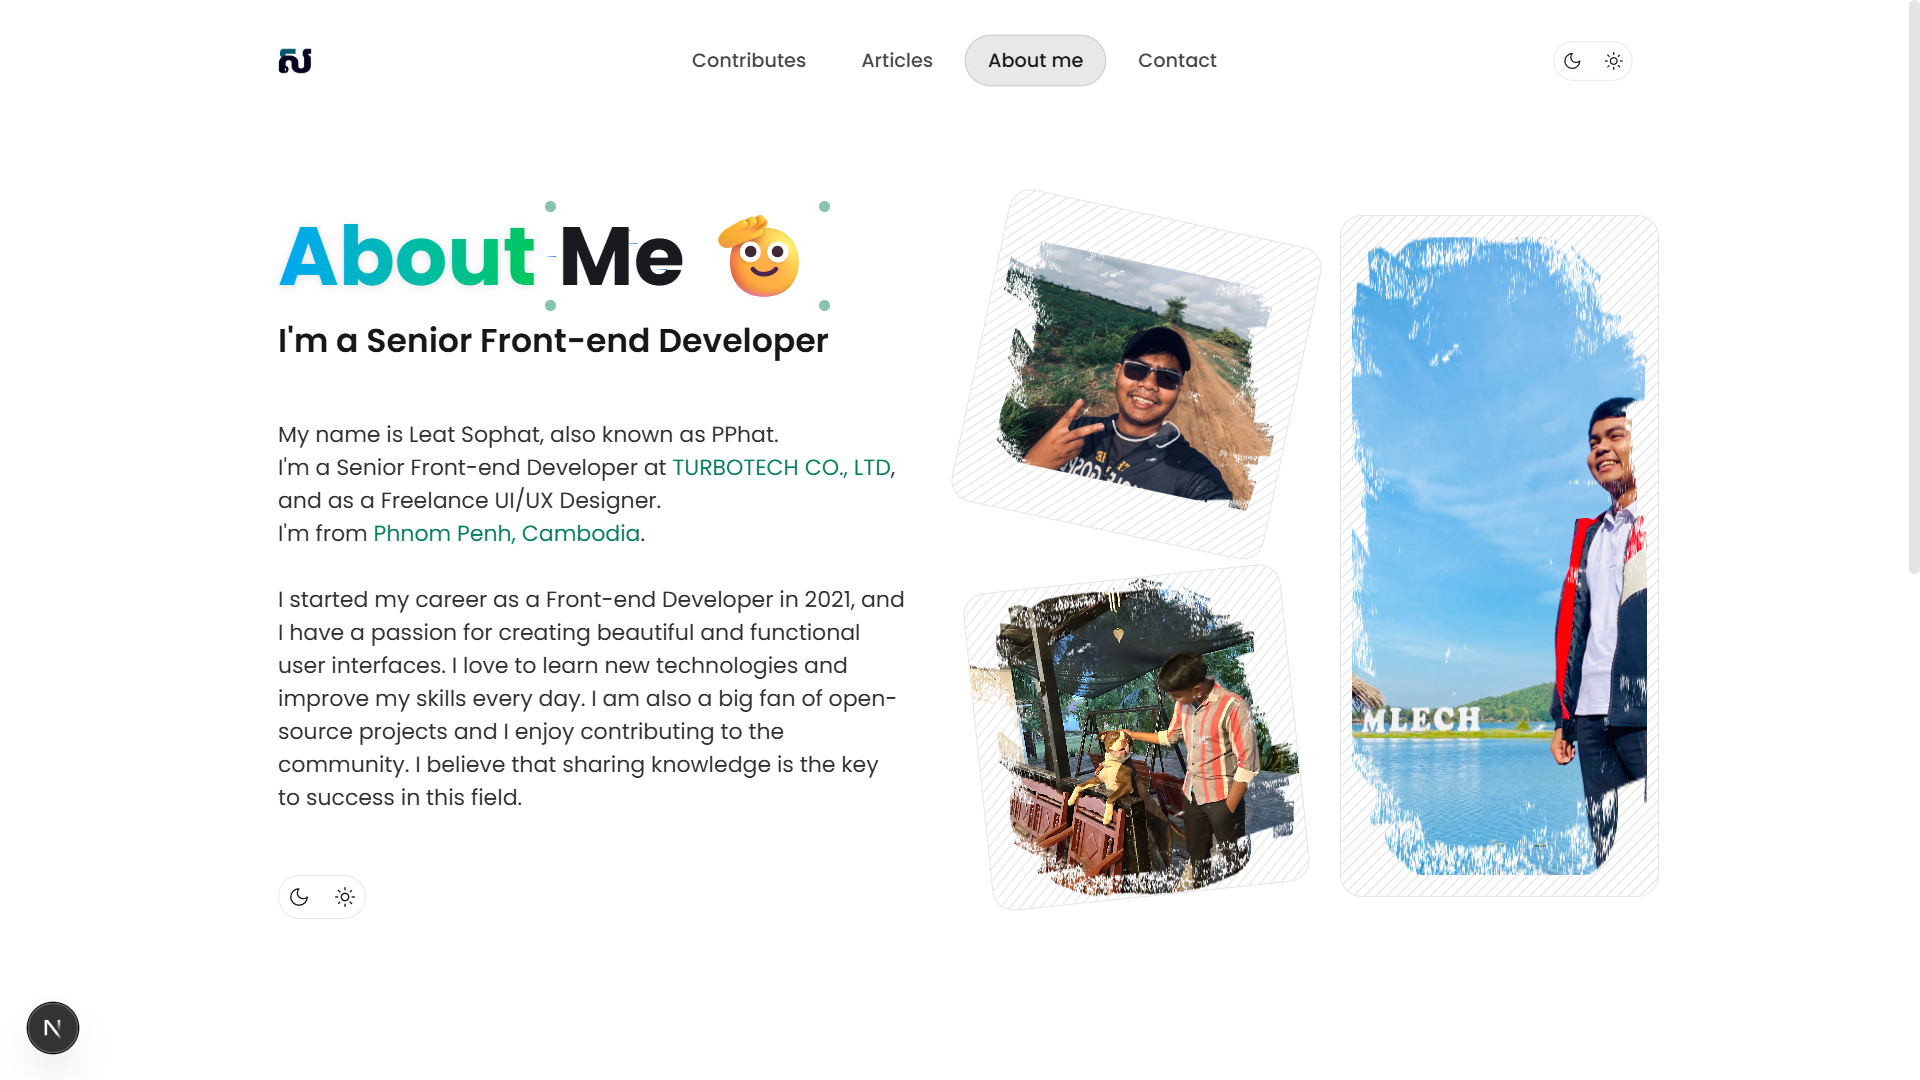 ស
Contributes
Articles
About me
Contact
About Me
I'm a Senior Front-end Developer
My name is Leat Sophat, also known as PPhat.
I'm a Senior Front-end Developer at TURBOTECH CO., LTD,
and as a Freelance UI/UX Designer.
I'm from Phnom Penh, Cambodia.
I started my career as a Front-end Developer in 2021, and
I have a passion for creating beautiful and functional
user interfaces. I love to learn new technologies and
improve my skills every day. I am also a big fan of open-
source projects and I enjoy contributing to the
community. I believe that sharing knowledge is the key
to success in this field.
MLECH
N